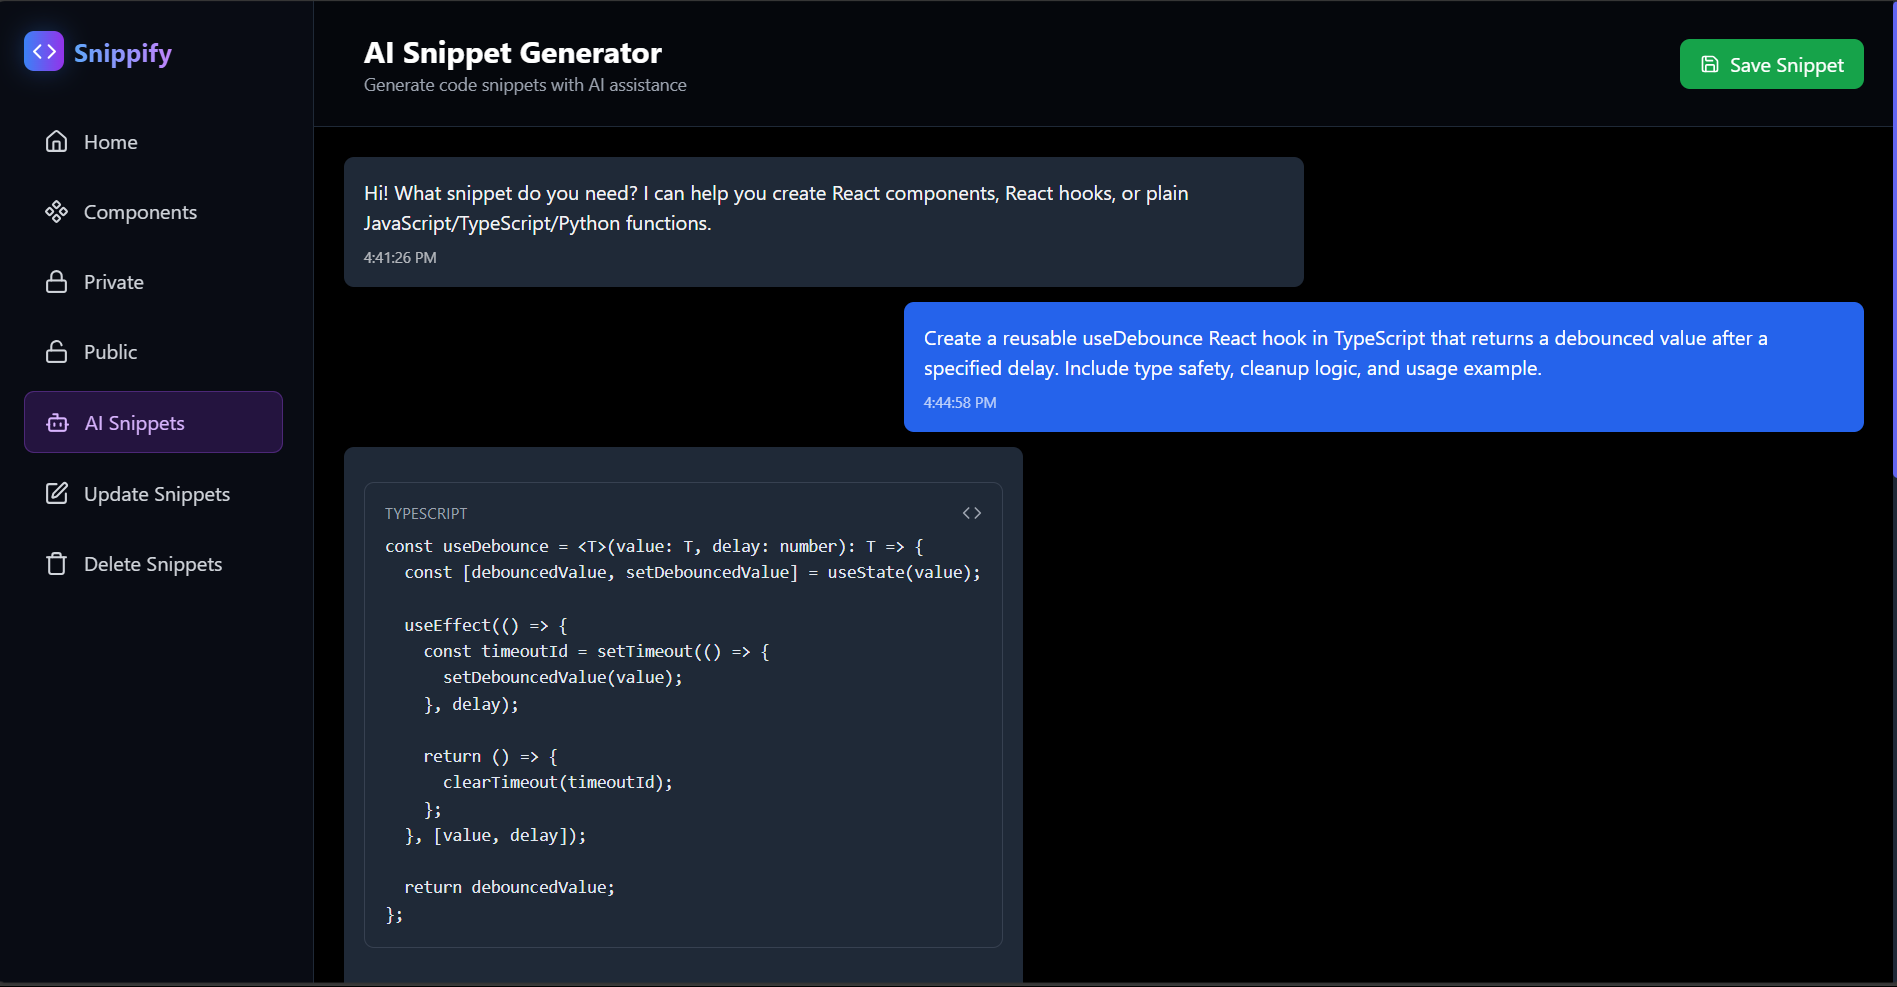 Snippify
Home
Components
Private
Public
AI Snippets
Update Snippets
Delete Snippets
AI Snippet Generator
Generate code snippets with AI assistance
Save Snippet
Hi! What snippet do you need? I can help you create React components, React hooks, or plain
JavaScript/TypeScript/Python functions.
4:41:26 PM
Create a reusable useDebounce React hook in TypeScript that returns a debounced value after a
specified delay. Include type safety, cleanup logic, and usage example.
4:44:58 PM
TYPESCRIPT
const useDebounce = <T>(value: T, delay: number): T => {
  const [debouncedValue, setDebouncedValue] = useState(value);
  useEffect(() => {
    const timeoutId = setTimeout(() => {
      setDebouncedValue(value);
    }, delay);
    return () => {
      clearTimeout(timeoutId);
    };
  }, [value, delay]);
  return debouncedValue;
};